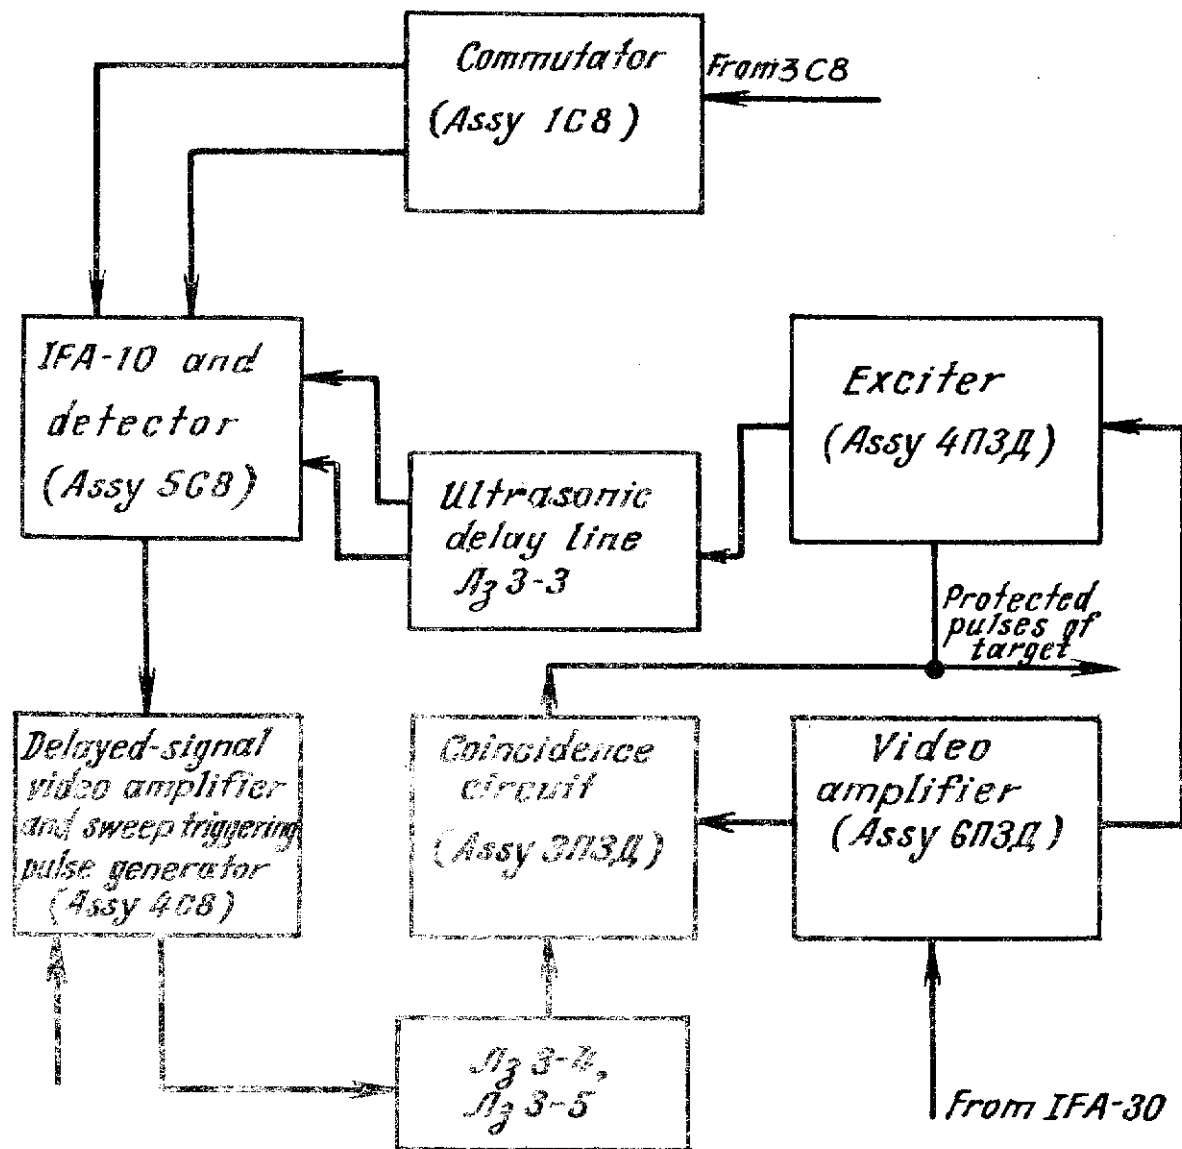 Commutator
(Assy 1C8)
From 3C8
IFA-10 and
detector
(Assy 5C8)
Exciter
(Assy 4ПЗД)
Ultrasonic
delay line
Лз 3-3
Protected
pulses of
target
Delayed-signal
video amplifier
and sweep triggering
pulse generator
(Assy 4C8)
Coincidence
circuit
(Assy 3ПЗД)
Video
amplifier
(Assy 6ПЗД)
Лз 3-4,
Лз 3-5
From IFA-30